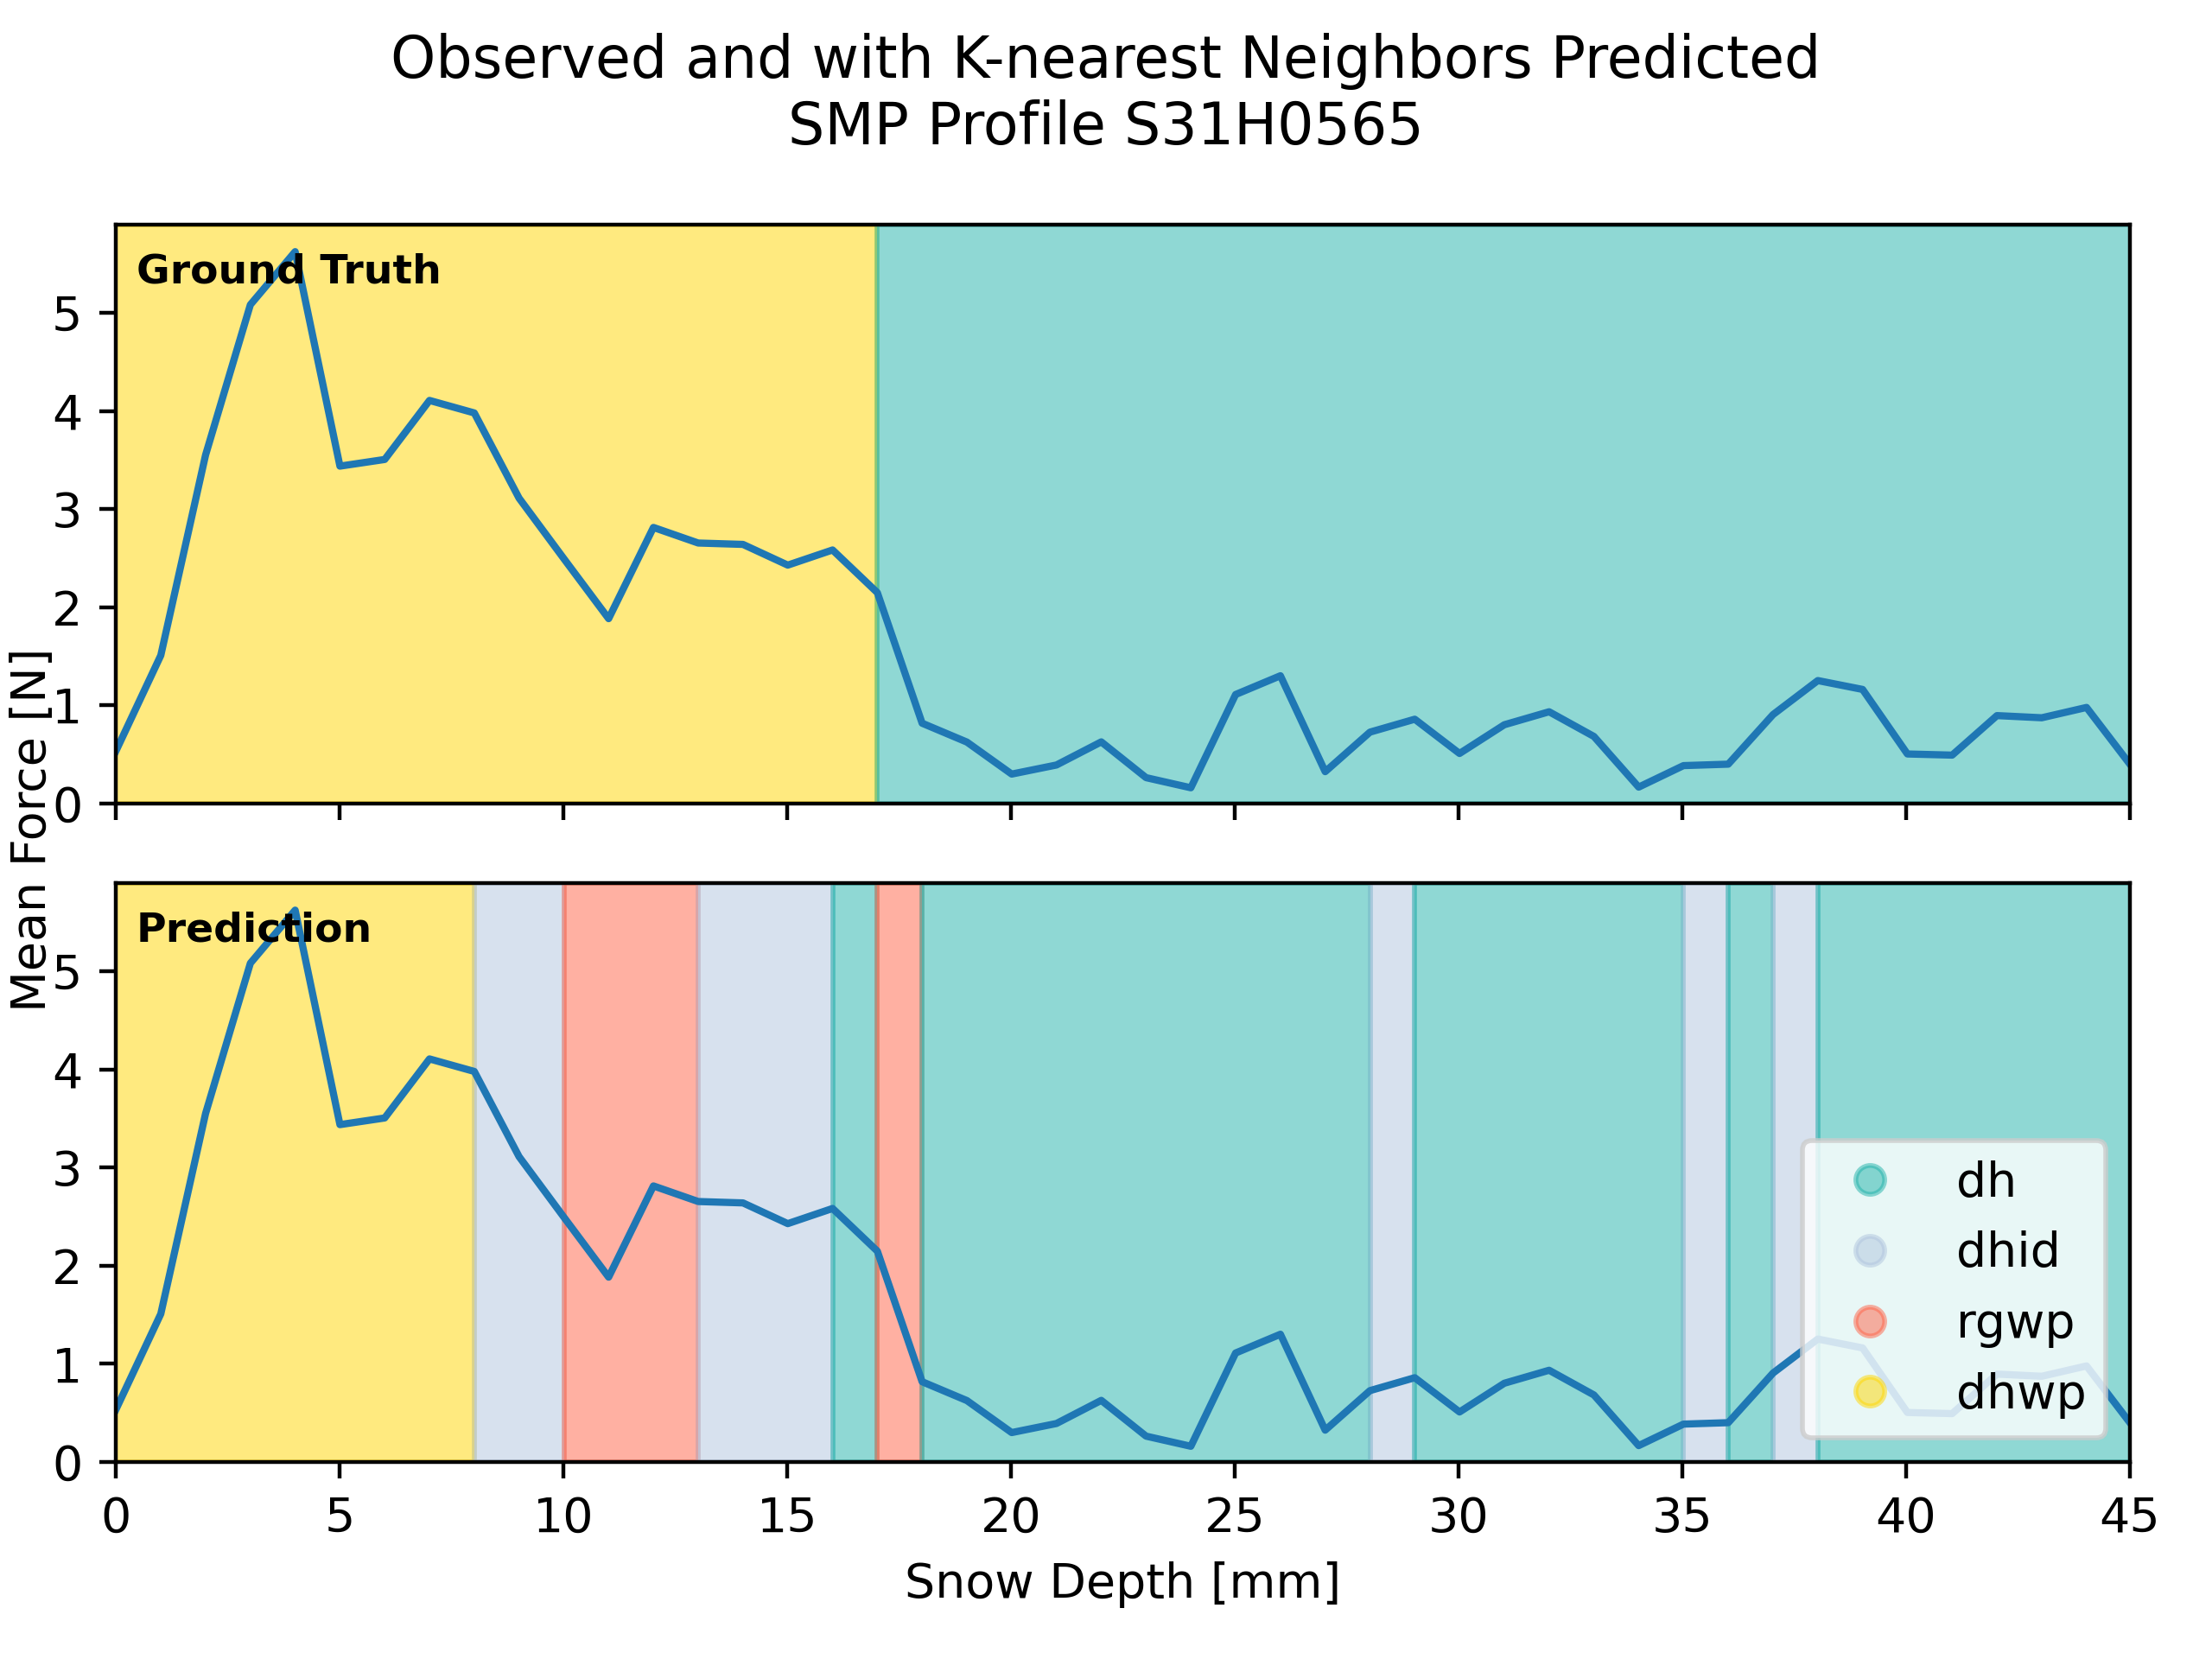 Observed and with K-nearest Neighbors Predicted
SMP Profile S31H0565
Ground Truth
5
4
3
2
1
0
Mean Force [N]
Prediction
5
4
3
2
1
0
dh
dhid
rgwp
dhwp
0 5 10 15 20 25 30 35 40 45
Snow Depth [mm]